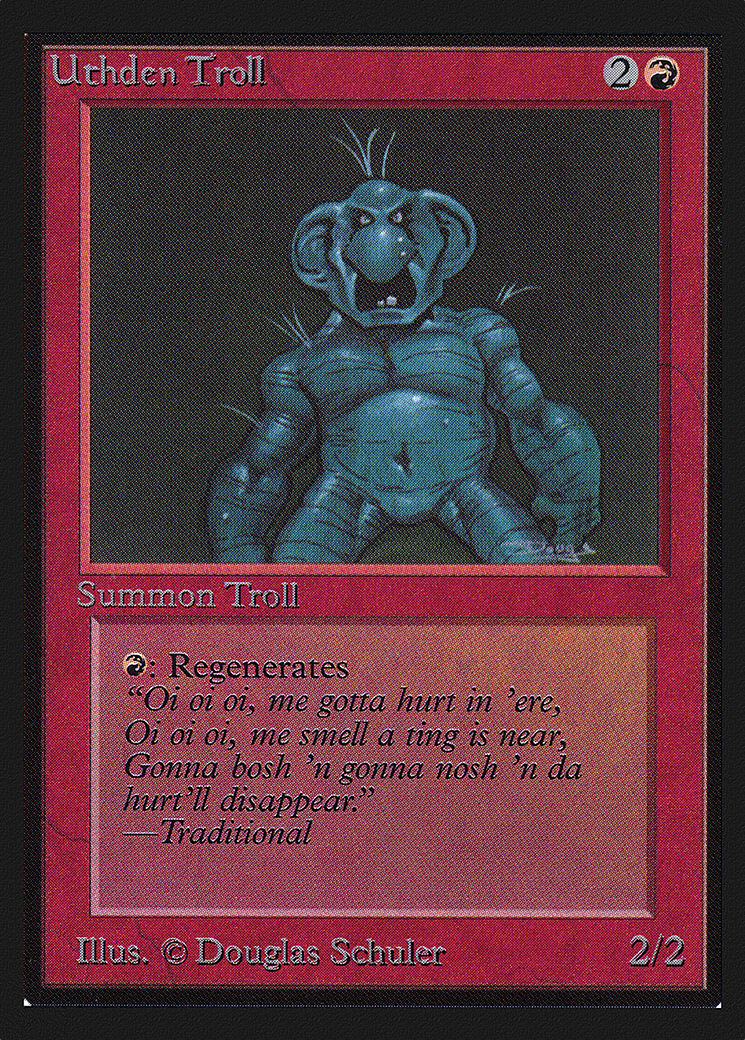 Uthden Troll
2
Doug S
Summon Troll
: Regenerates
“Oi oi oi, me gotta hurt in ’ere,
Oi oi oi, me smell a ting is near,
Gonna bosh ’n gonna nosh ’n da
hurt’ll disappear.”
—Traditional
Illus. © Douglas Schuler
2/2